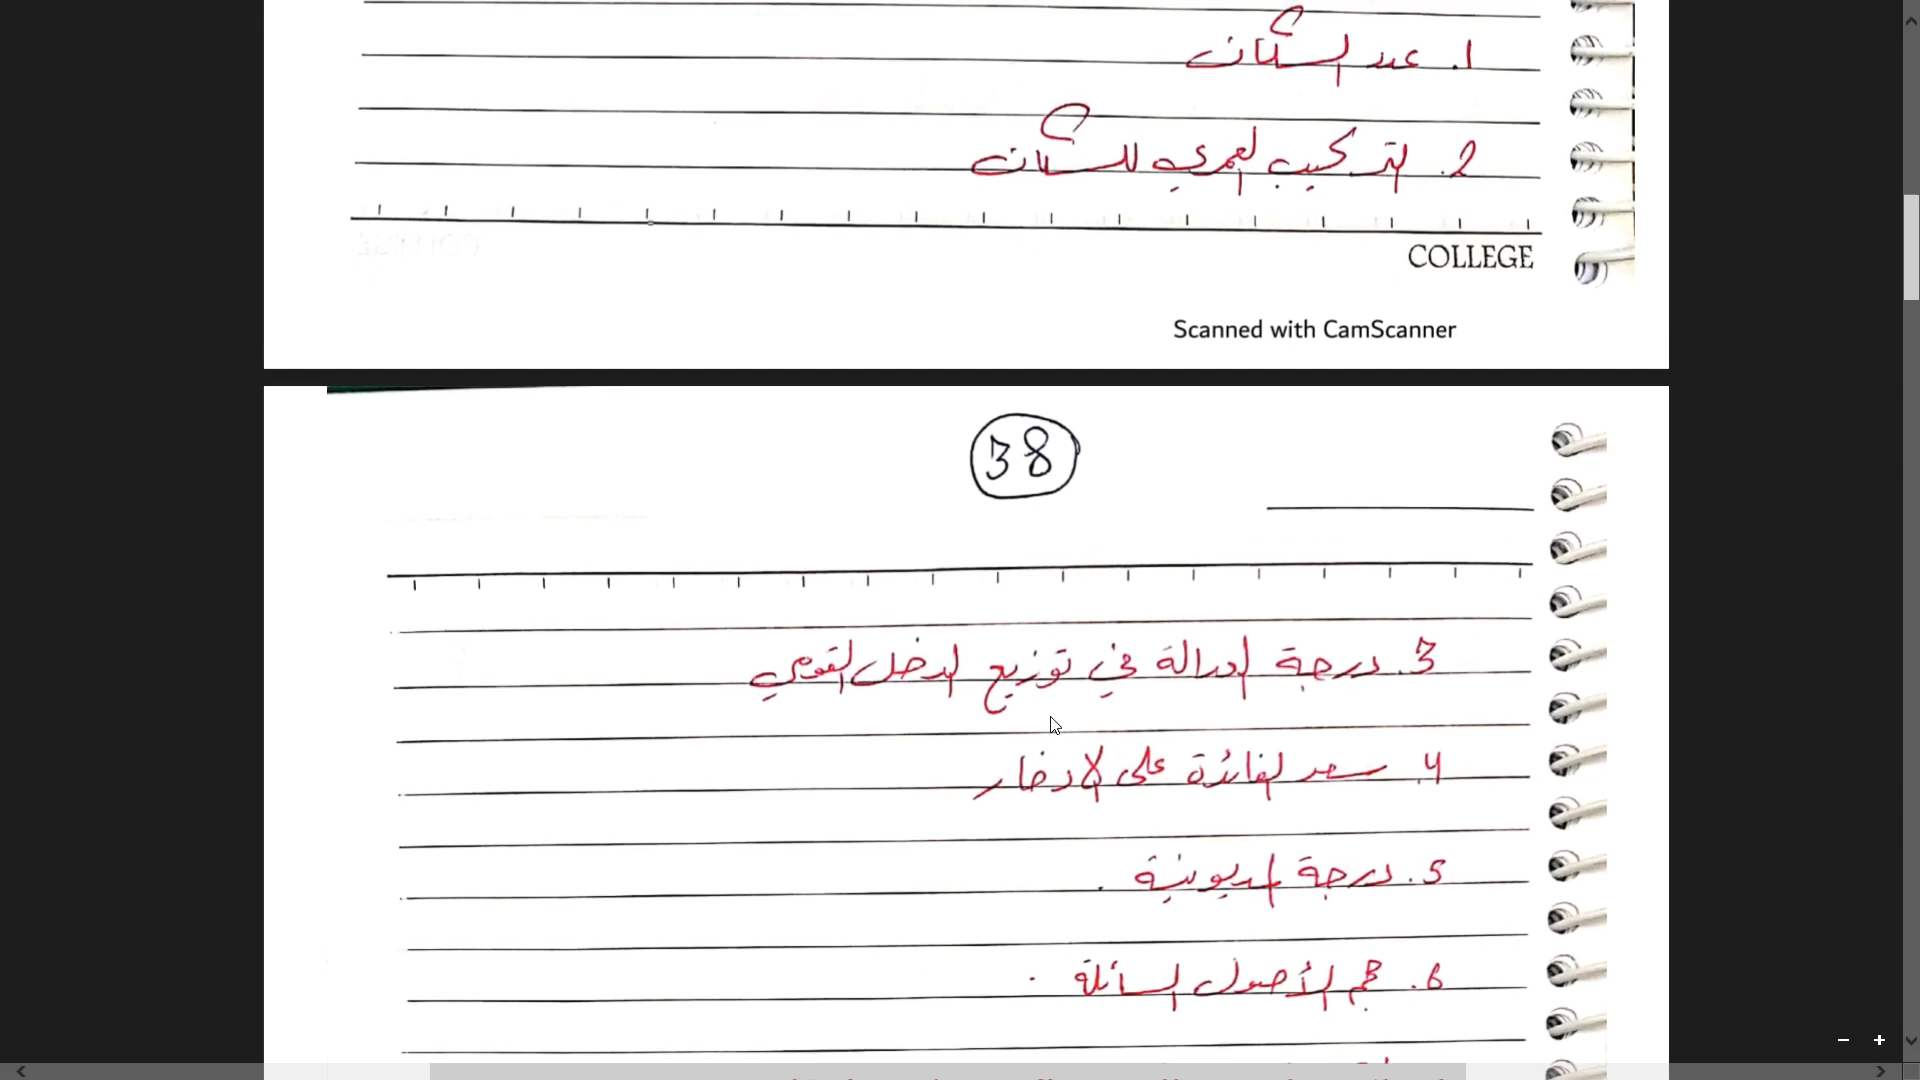 1. عدد السكان
2. التركيب العمري للسكان
COLLEGE
Scanned with CamScanner
38
3. درجة العدالة في توزيع الدخل القومي
4. سعر الفائدة على الادخار
5. درجة المديونية.
6. حجم الأصول السائلة.